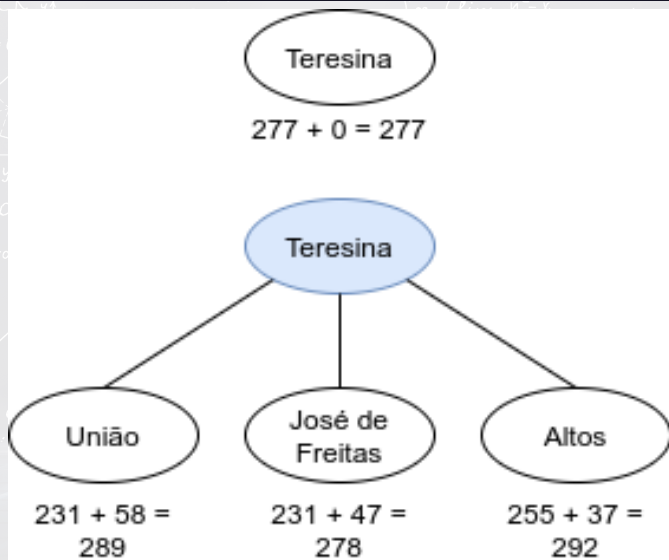 Teresina
277 + 0 = 277
Teresina
União
José de
Freitas
Altos
231 + 58 =
289
231 + 47 =
278
255 + 37 =
292